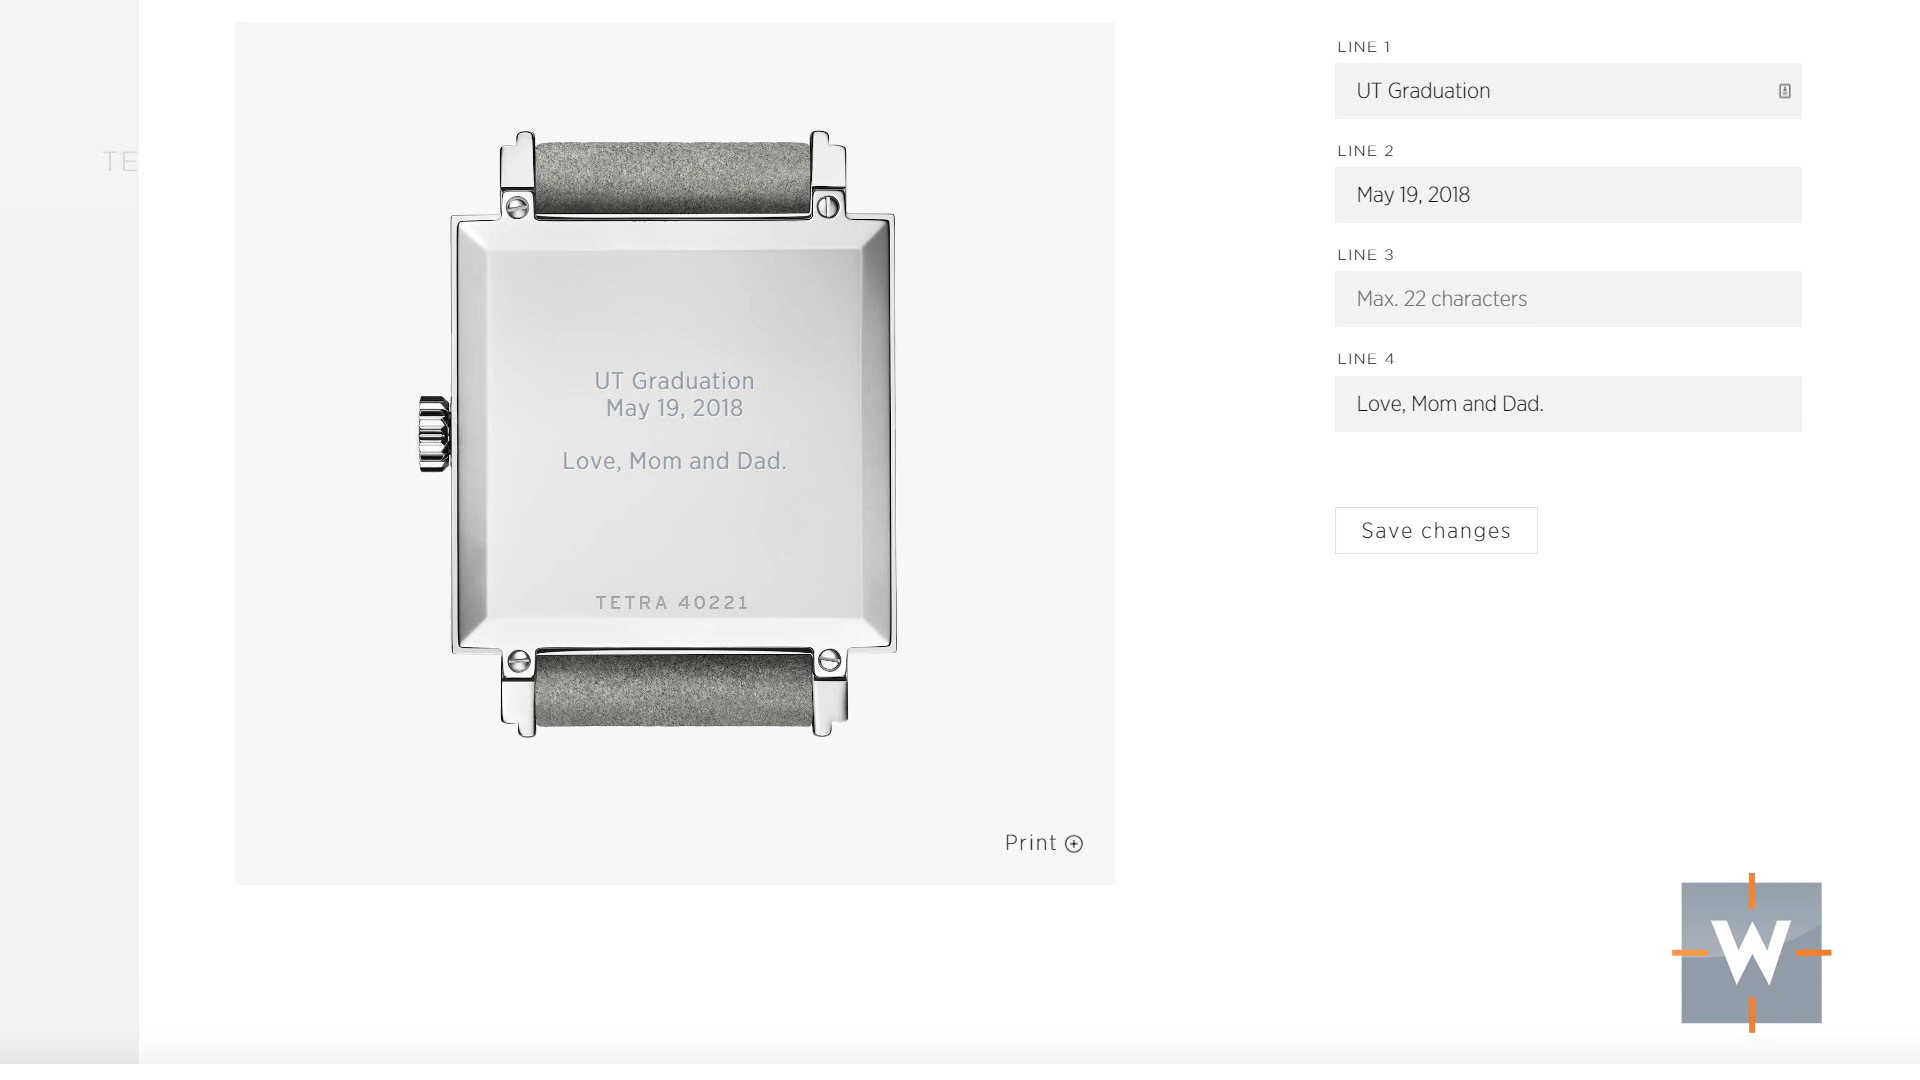 TE
UT Graduation
May 19, 2018
Love, Mom and Dad.
TETRA 40221
Print
LINE 1
UT Graduation
LINE 2
May 19, 2018
LINE 3
Max. 22 characters
LINE 4
Love, Mom and Dad.
Save changes
W